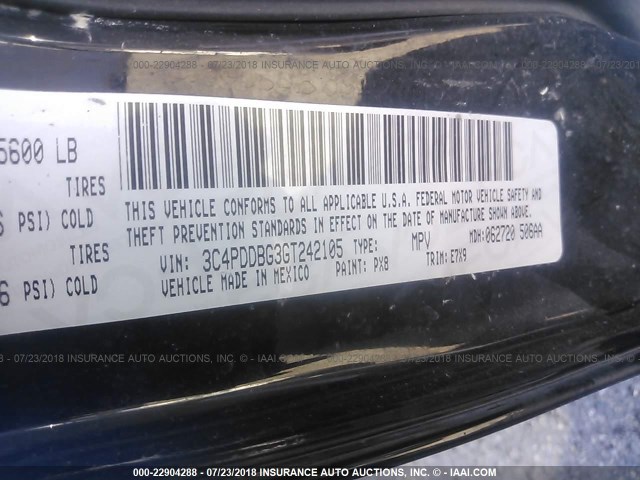 000-22904288 - 07/23/2018 INSURANCE AUTO AUCTIONS, INC. - © - IAAI.COM
5600 LB
TIRES
PSI) COLD
TIRES
6 PSI) COLD
THIS VEHICLE CONFORMS TO ALL APPLICABLE U.S.A. FEDERAL MOTOR VEHICLE SAFETY AND
THEFT PREVENTION STANDARDS IN EFFECT ON THE DATE OF MANUFACTURE SHOWN ABOVE.
VIN: 3C4PDDBG3GT242105 TYPE: MPV MDH:062720 506AA
VEHICLE MADE IN MEXICO PAINT: PX8 TRIM: E7X9
000-22904288 - 07/23/2018 INSURANCE AUTO AUCTIONS, INC. - © - IAAI.COM
000-22904288 - 07/23/2018 INSURANCE AUTO AUCTIONS, INC. - © - IAAI.COM